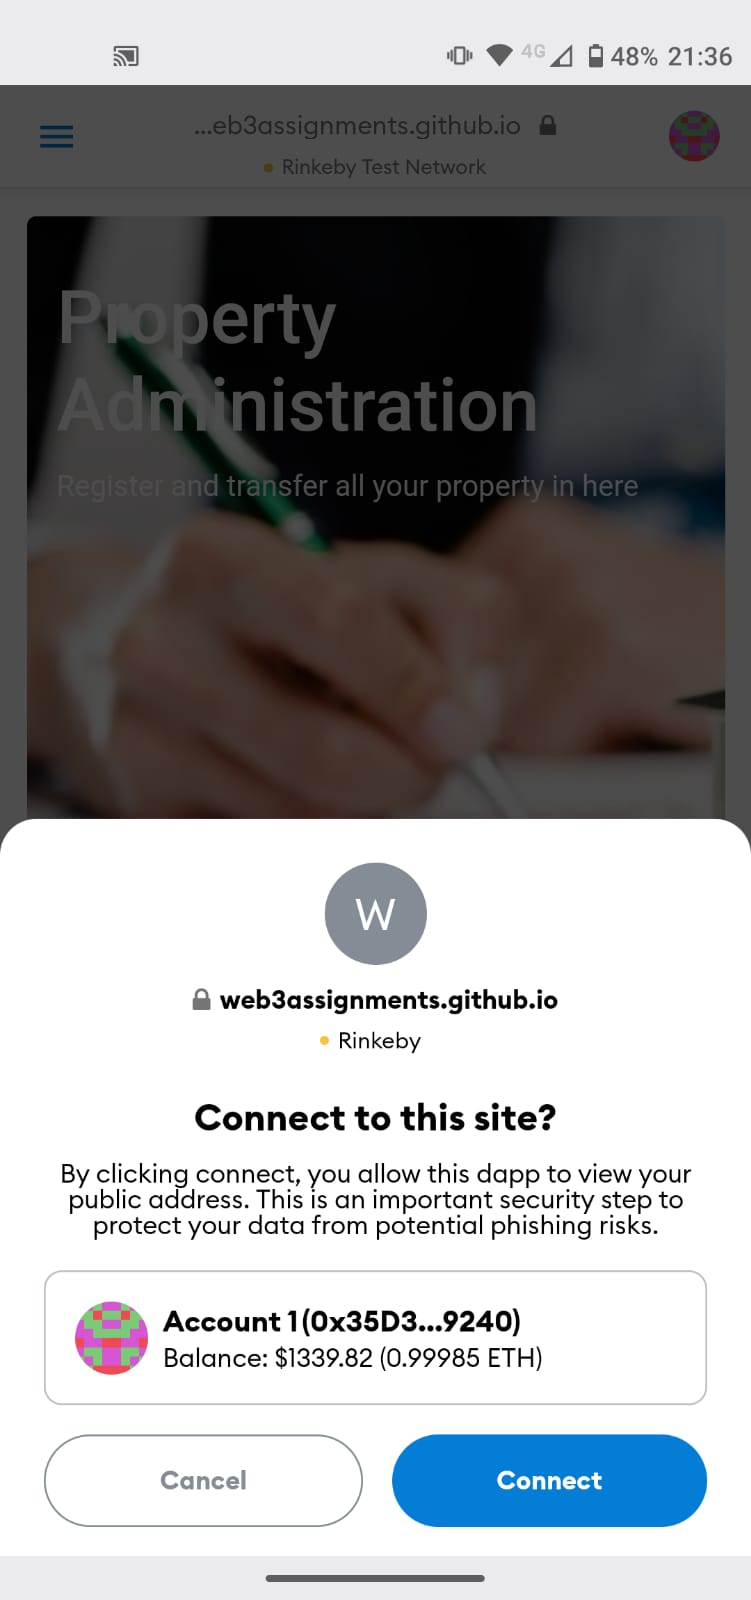 4G 48% 21:36
...eb3assignments.github.io
Rinkeby Test Network
Property
Administration
Register and transfer all your property in here
W
web3assignments.github.io
Rinkeby
Connect to this site?
By clicking connect, you allow this dapp to view your
public address. This is an important security step to
protect your data from potential phishing risks.
Account 1 (0x35D3...9240)
Balance: $1339.82 (0.99985 ETH)
Cancel Connect